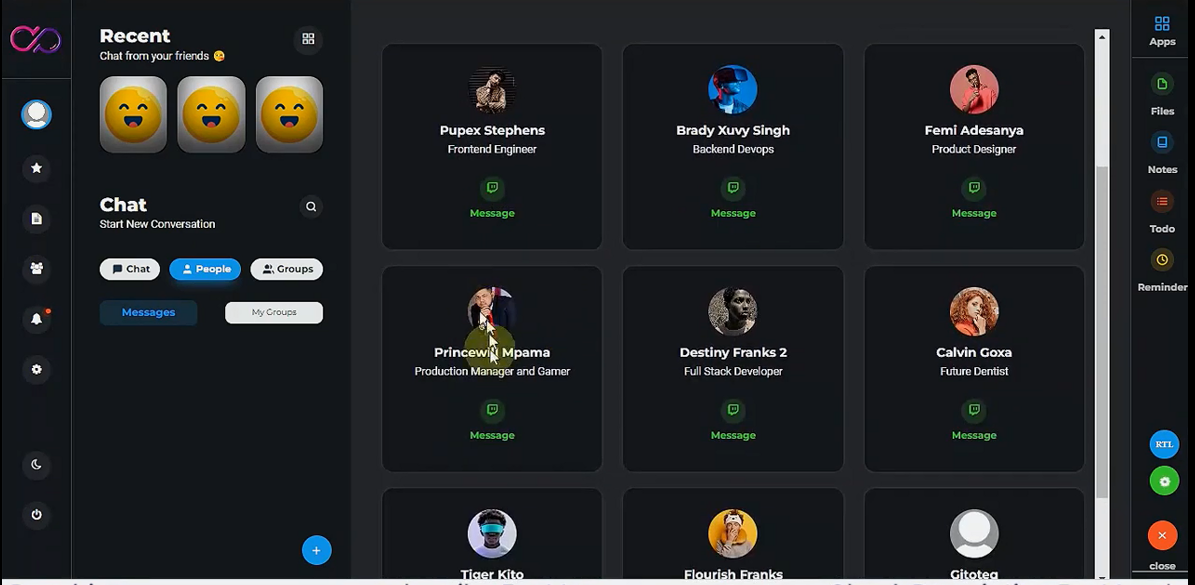 Recent
Chat from your friends
Chat
Start New Conversation
Chat
People
Groups
Messages
My Groups
Pupex Stephens
Frontend Engineer
Message
Brady Xuvy Singh
Backend Devops
Message
Femi Adesanya
Product Designer
Message
Princewill Mpama
Production Manager and Gamer
Message
Destiny Franks 2
Full Stack Developer
Message
Calvin Goxa
Future Dentist
Message
Tiger Kito
Flourish Franks
Gitoteg
Apps
Files
Notes
Todo
Reminder
RTL
close